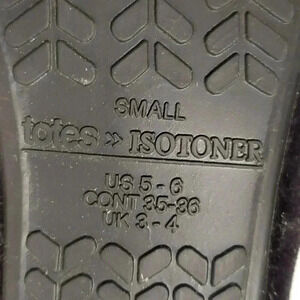 SMALL
totes » ISOTONER
US 5 - 6
CONT 35-36
UK 3 - 4